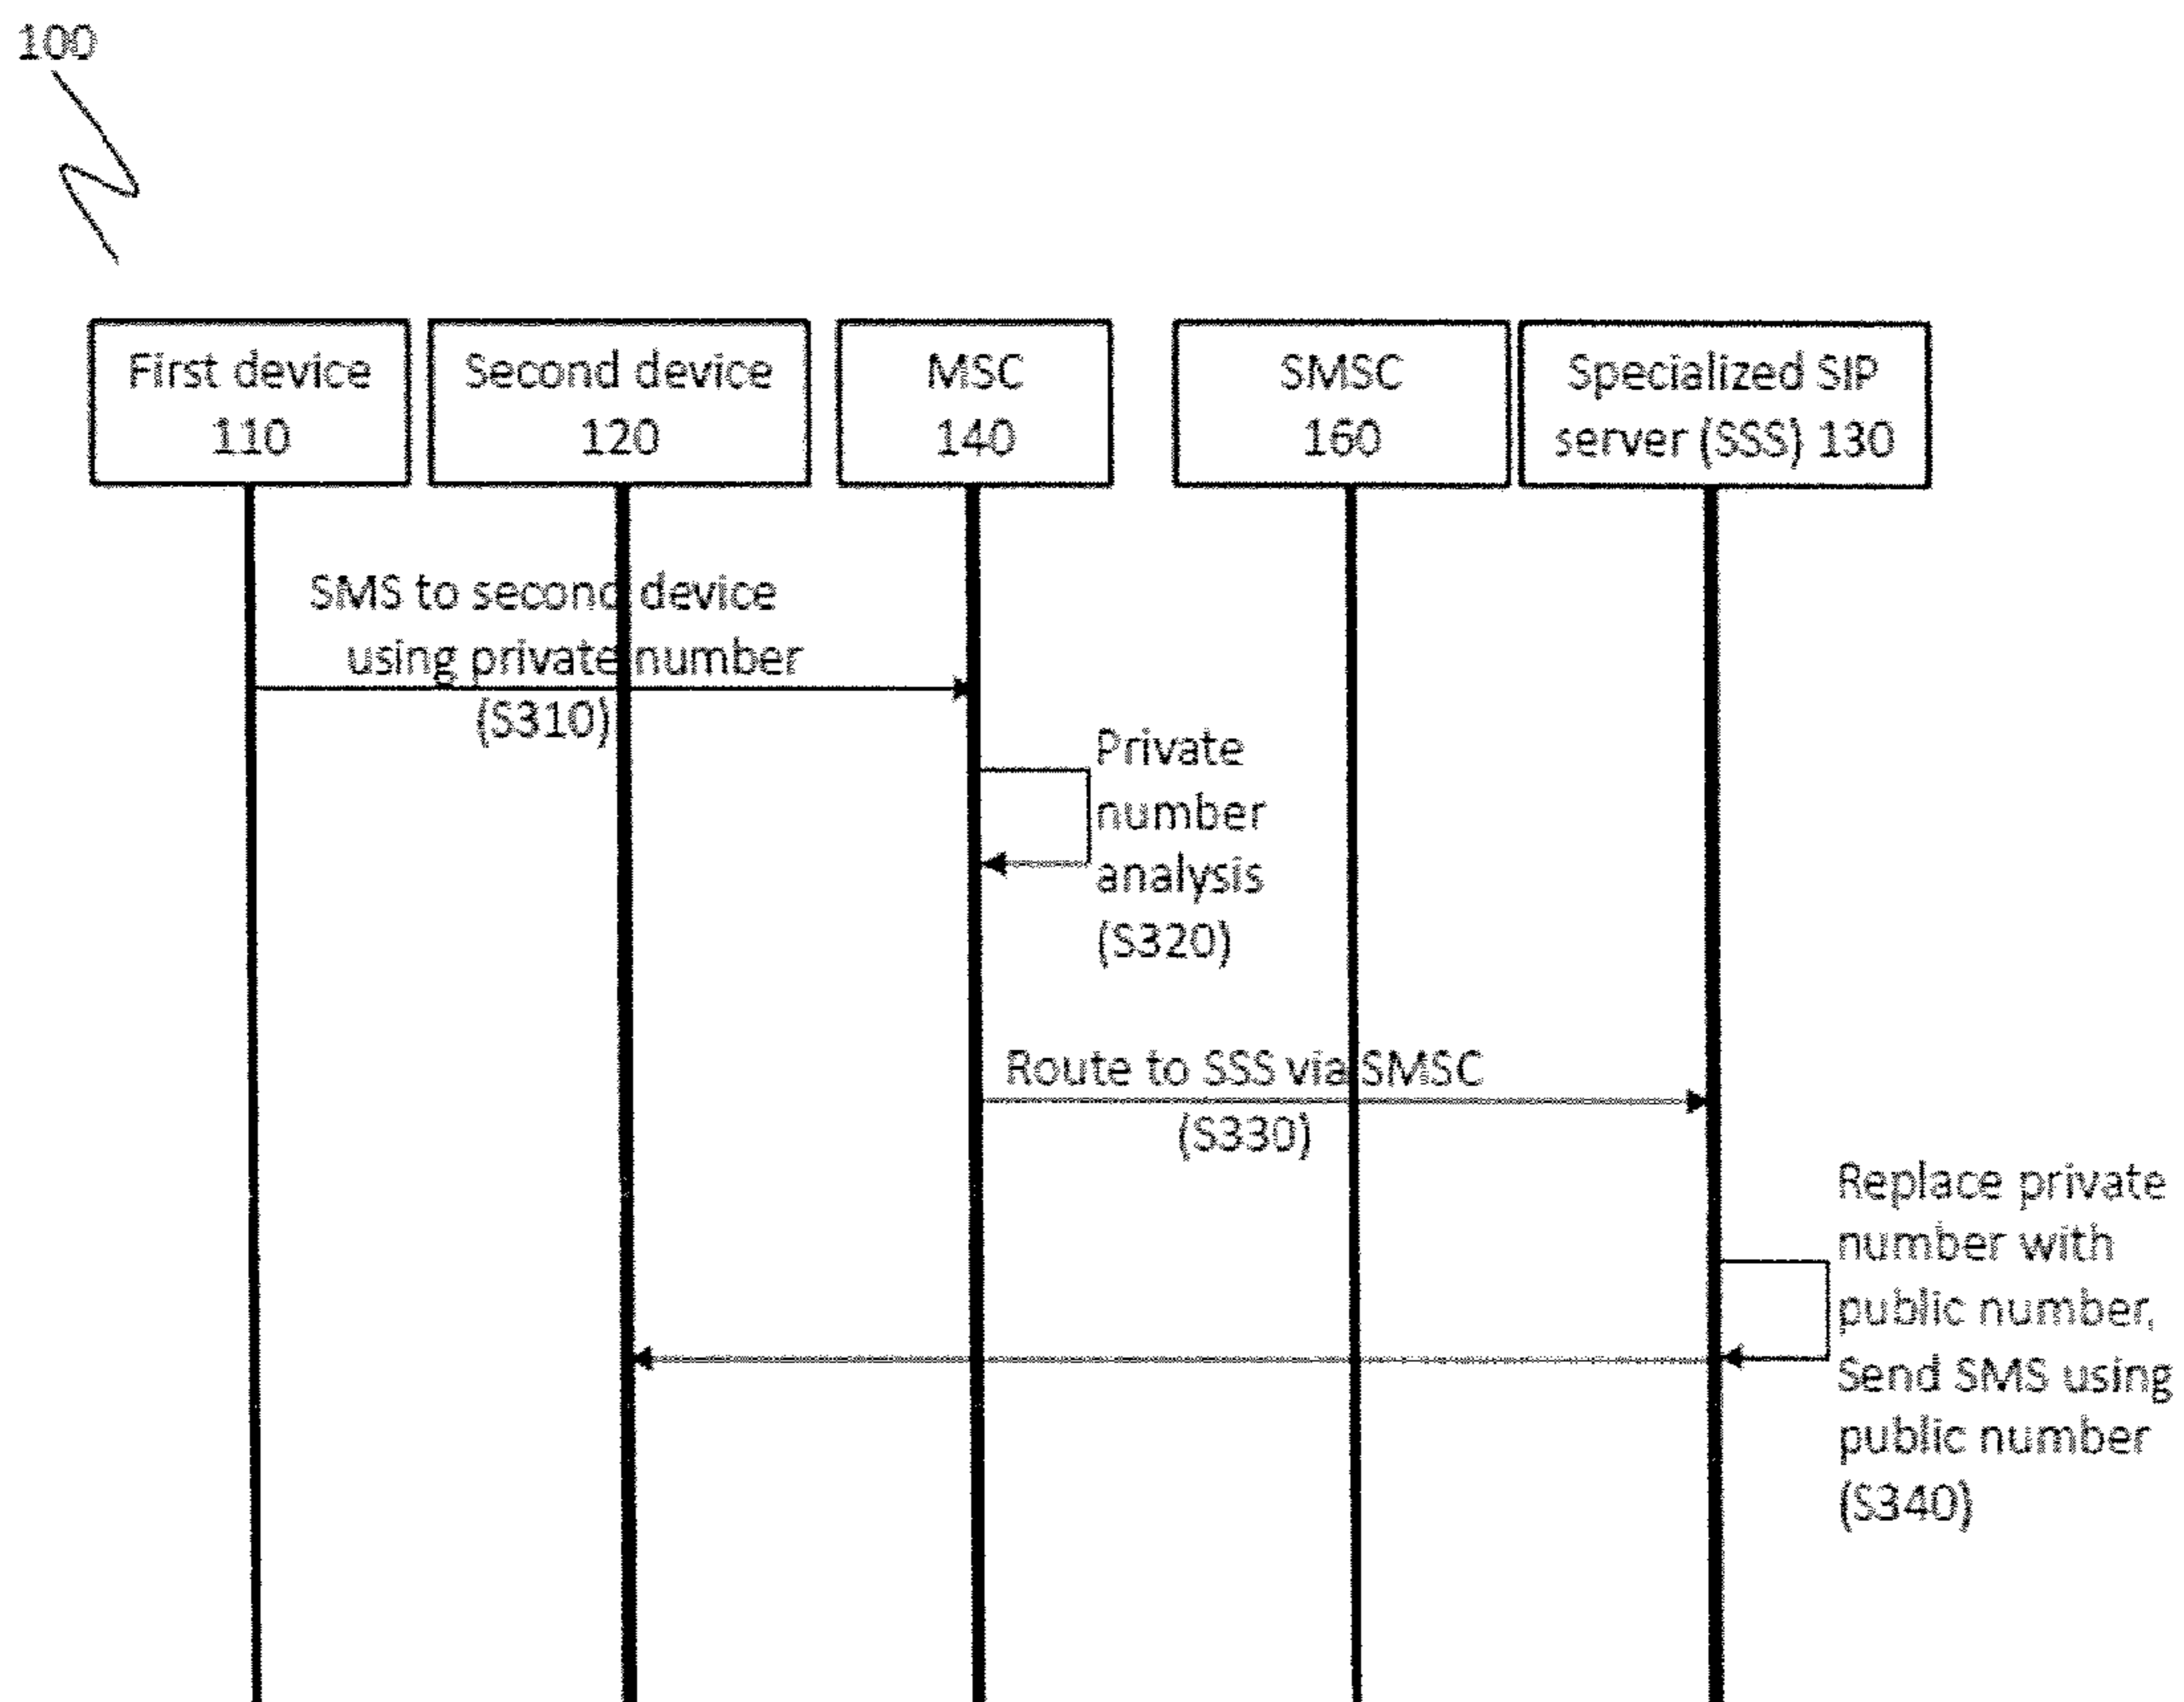 100
First device
110
Second device
120
MSC
140
SMSC
160
Specialized SIP
server (SSS) 130
SMS to second device
using private number
(S310)
Private
number
analysis
(S320)
Route to SSS via SMSC
(S330)
Replace private
number with
public number,
Send SMS using
public number
(S340)